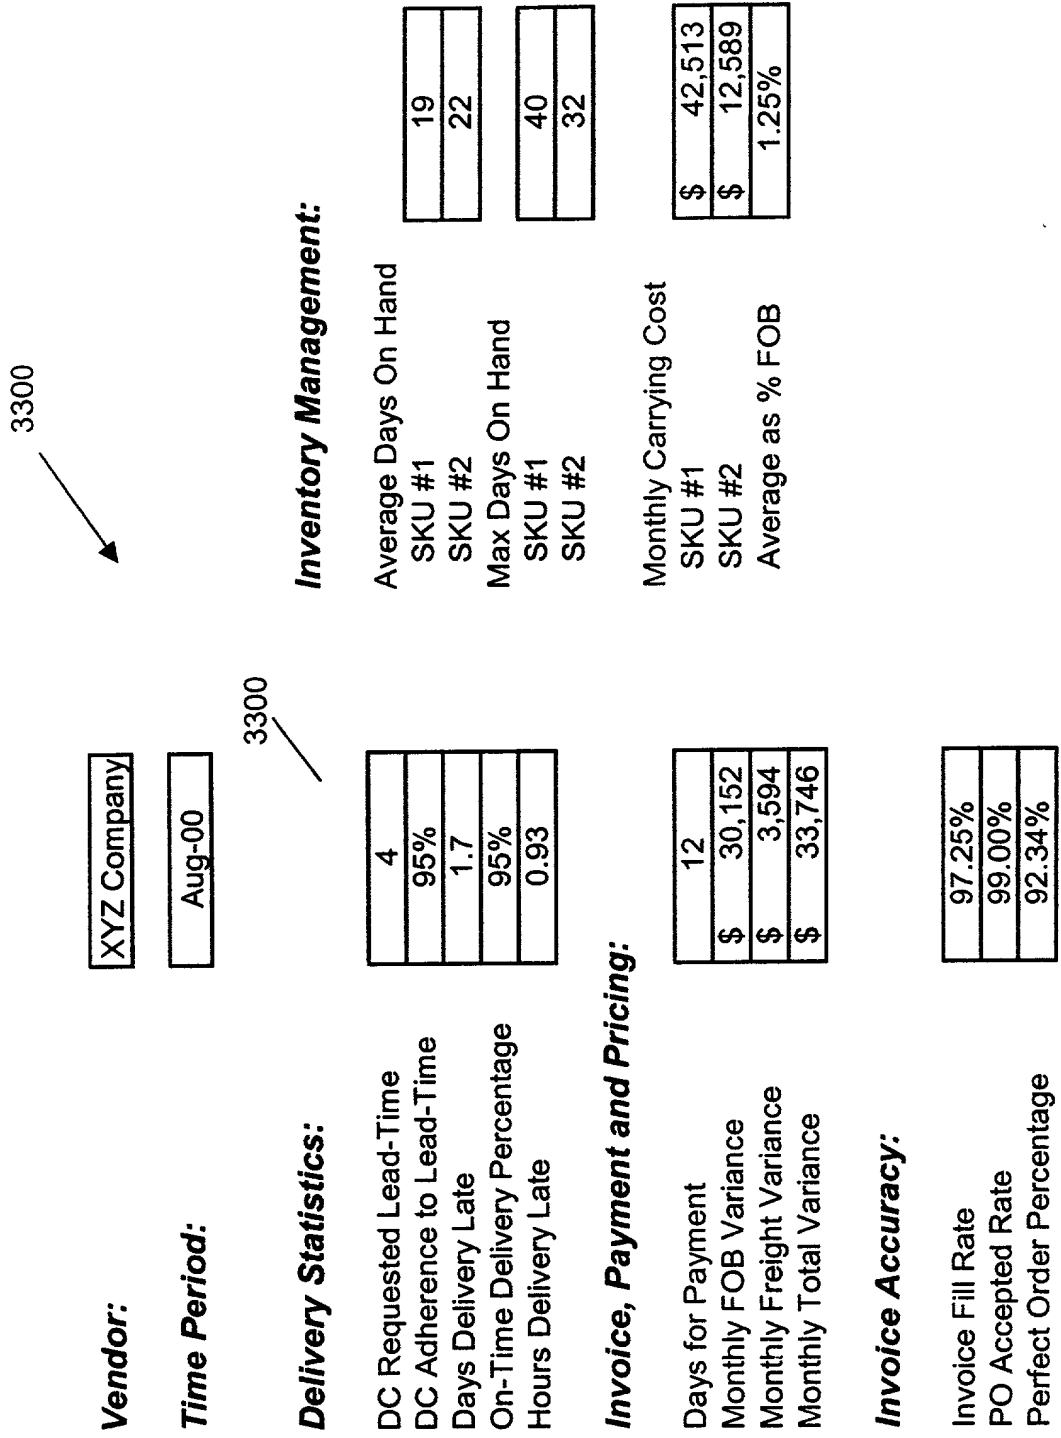 3300
Vendor: XYZ Company
Time Period: Aug-00
3300
Delivery Statistics:
DC Requested Lead-Time 4
DC Adherence to Lead-Time 95%
Days Delivery Late 1.7
On-Time Delivery Percentage 95%
Hours Delivery Late 0.93
Invoice, Payment and Pricing:
Days for Payment 12
Monthly FOB Variance $ 30,152
Monthly Freight Variance $ 3,594
Monthly Total Variance $ 33,746
Invoice Accuracy:
Invoice Fill Rate 97.25%
PO Accepted Rate 99.00%
Perfect Order Percentage 92.34%
Inventory Management:
Average Days On Hand
SKU #1 19
SKU #2 22
Max Days On Hand
SKU #1 40
SKU #2 32
Monthly Carrying Cost
SKU #1 $ 42,513
SKU #2 $ 12,589
Average as % FOB 1.25%